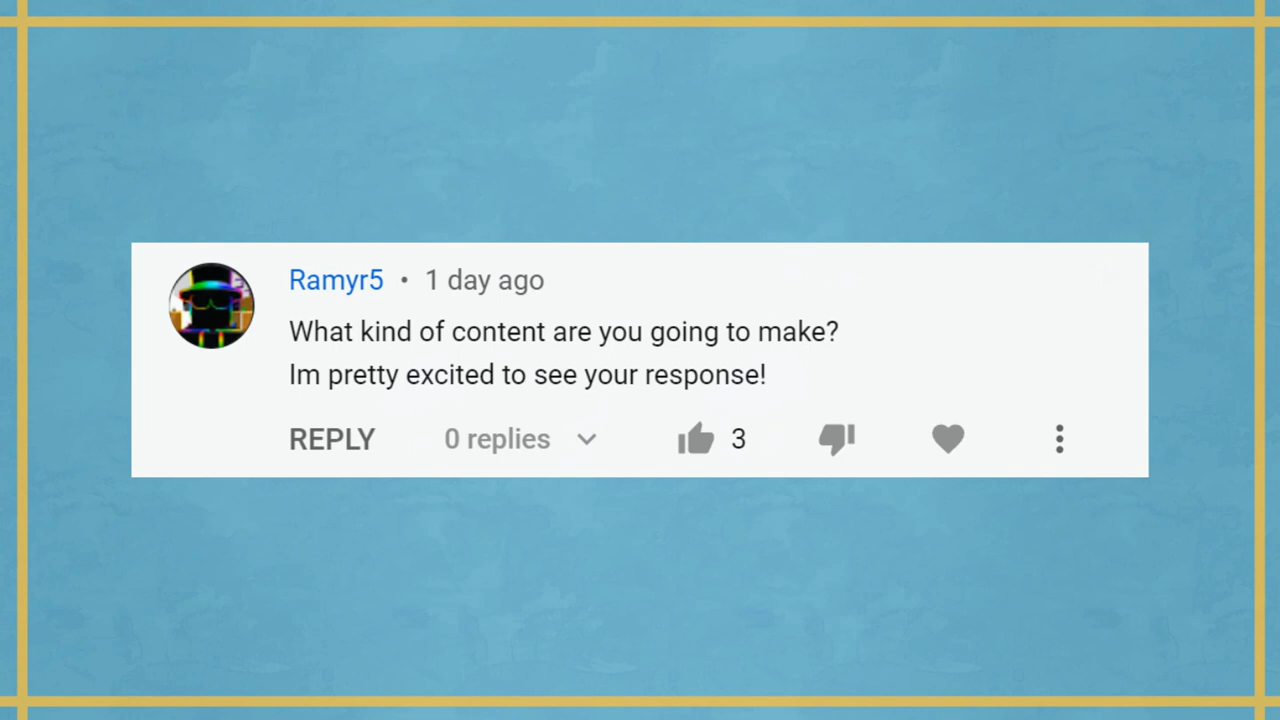 Ramyr5 • 1 day ago
What kind of content are you going to make?
Im pretty excited to see your response!
REPLY 0 replies 3